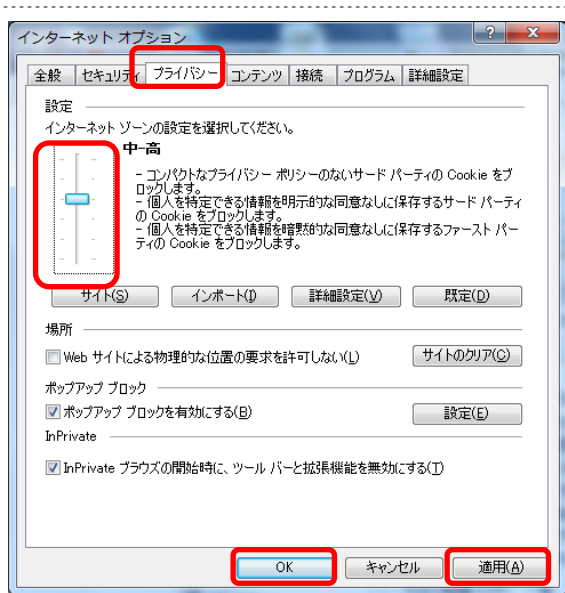 インターネット オプション
? X
全般 セキュリティ プライバシー コンテンツ 接続 プログラム 詳細設定
設定
インターネット ゾーンの設定を選択してください。
中-高
- コンパクトなプライバシー ポリシーのないサード パーティの Cookie をブ
ロックします。
- 個人を特定できる情報を明示的な同意なしに保存するサード パーティ
の Cookie をブロックします。
- 個人を特定できる情報を暗黙的な同意なしに保存するファースト パー
ティの Cookie をブロックします。
サイト(S) インポート(I) 詳細設定(V) 既定(D)
場所
Web サイトによる物理的な位置の要求を許可しない(L) サイトのクリア(C)
ポップアップ ブロック
ポップアップ ブロックを有効にする(B) 設定(E)
InPrivate
InPrivate ブラウズの開始時に、ツール バーと拡張機能を無効にする(T)
OK キャンセル 適用(A)